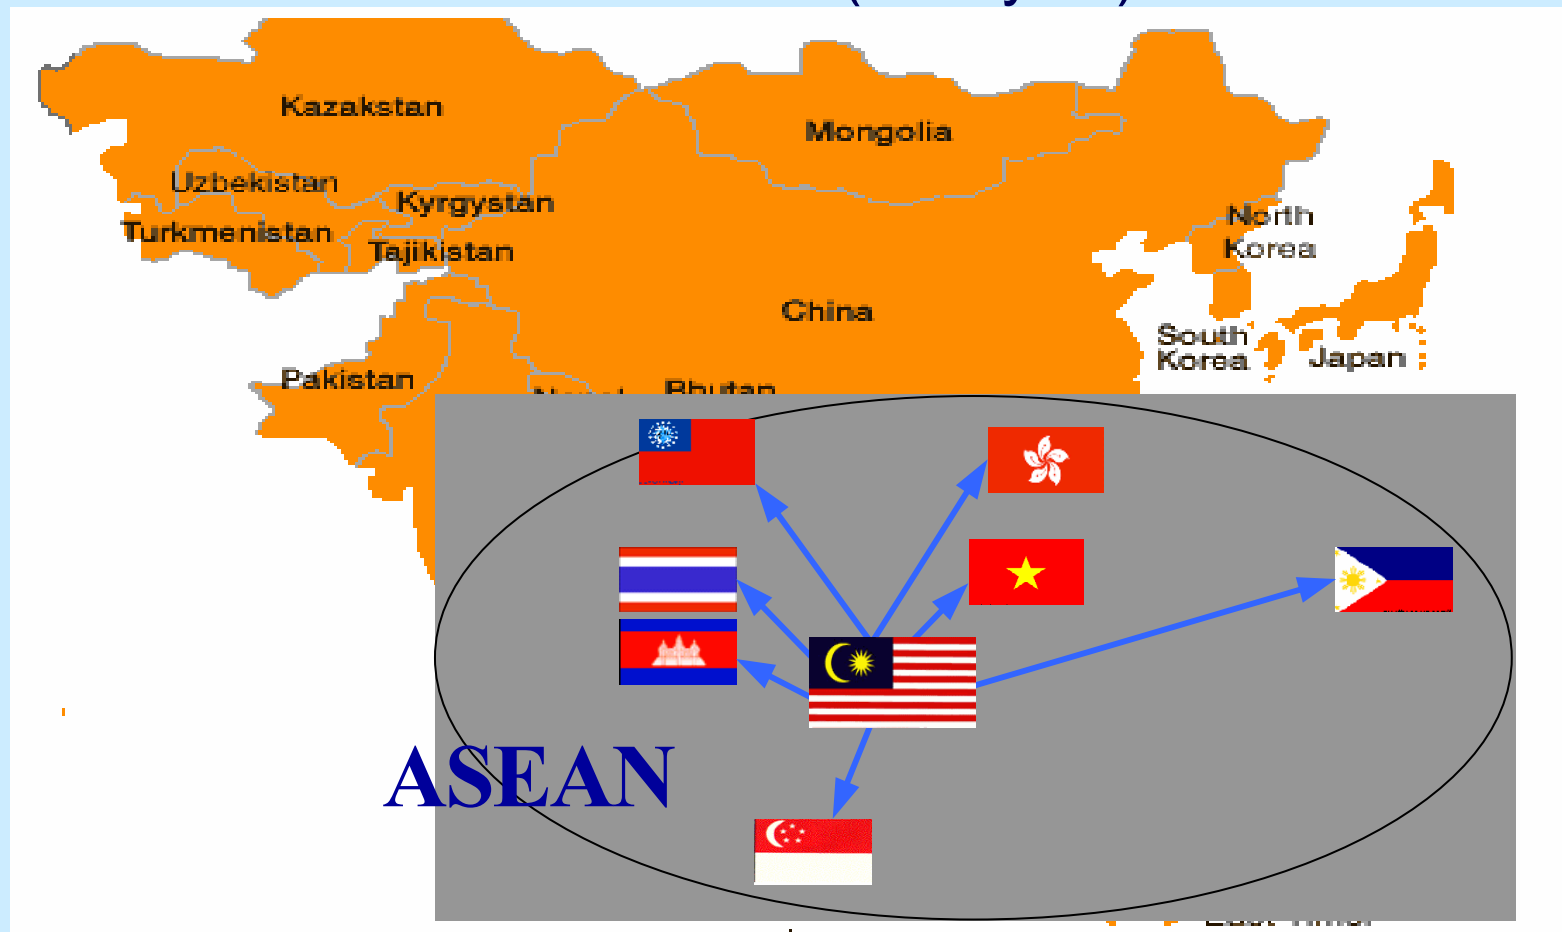 Kazakstan
Mongolia
Uzbekistan
Kyrgystan
Turkmenistan
Tajikistan
North
Korea
China
South
Korea
Japan
Pakistan
Bhutan
ASEAN